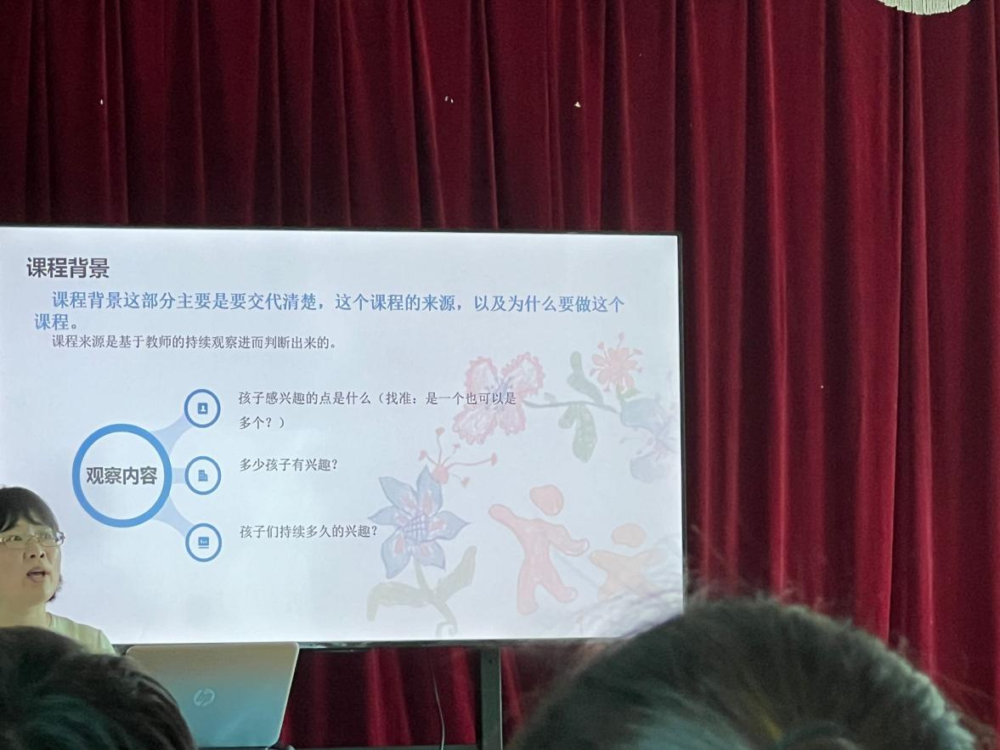 课程背景
课程背景这部分主要是要交代清楚，这个课程的来源，以及为什么要做这个
课程。
课程来源是基于教师的持续观察进而判断出来的。
孩子感兴趣的点是什么（找准：是一个也可以是
多个？）
观察内容
多少孩子有兴趣？
孩子们持续多久的兴趣？
hp